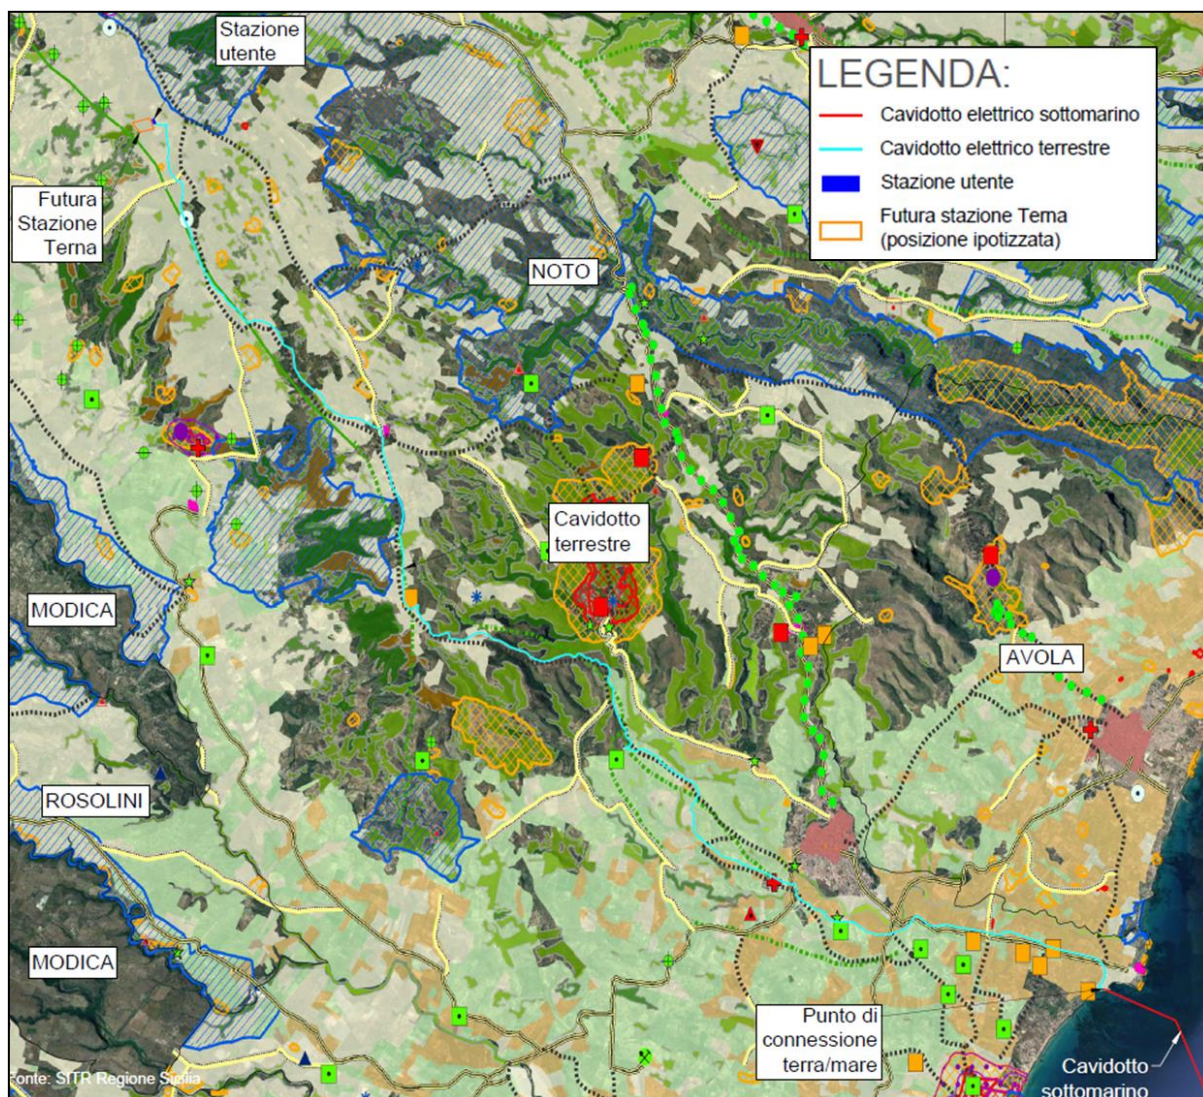 Stazione
utente
LEGENDA:
Cavidotto elettrico sottomarino
Cavidotto elettrico terrestre
Stazione utente
Futura stazione Terna
(posizione ipotizzata)
Futura
Stazione
Terna
NOTO
Cavidotto
terrestre
MODICA
AVOLA
ROSOLINI
MODICA
Punto di
connessione
terra/mare
Cavidotto
sottomarino
Fonte: SITR Regione Sicilia